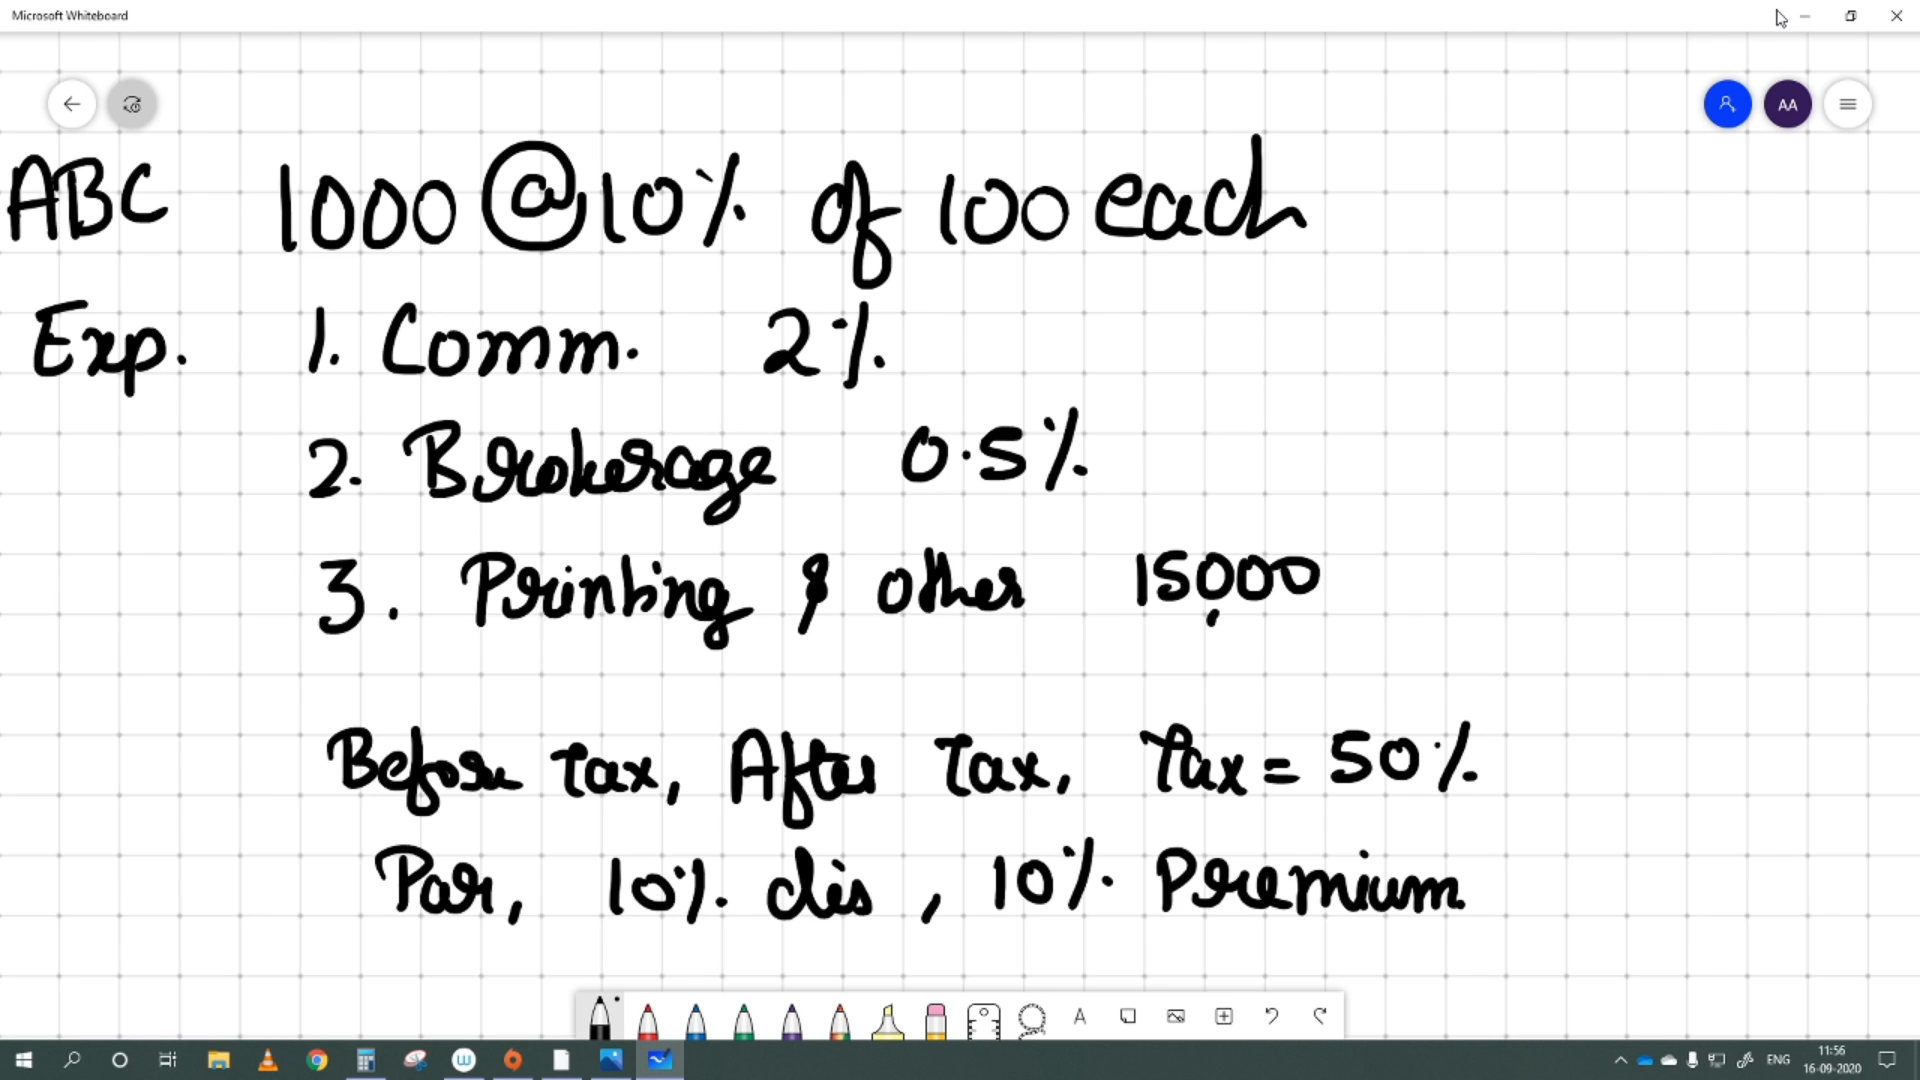 Microsoft Whiteboard
AA
ABC 1000 @ 10% of 100 each
Exp. 1. Comm. 2%
2. Brokerage 0.5%
3. Printing & other 15,000
Before Tax, After Tax, Tax = 50%
Par, 10% dis, 10% Premium
A
ENG
11:56
16-09-2020